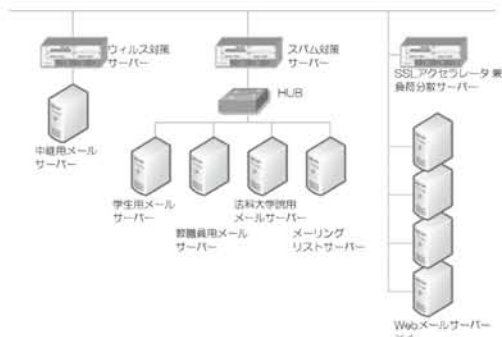 ウィルス対策
サーバー
スパム対策
サーバー
SSLアクセラレータ兼
負荷分散サーバー
HUB
中継用メール
サーバー
学生用メール
サーバー
法科大学院用
メールサーバー
教職員用メール
サーバー
メーリング
リストサーバー
Webメールサーバー